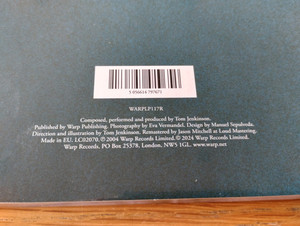 5 056614 797671
WARPLP117R
Composed, performed and produced by Tom Jenkinson.
Published by Warp Publishing. Photography by Eva Vermandel. Design by Manuel Sepulveda.
Direction and illustration by Tom Jenkinson. Remastered by Jason Mitchell at Loud Mastering.
Made in EU. LC02070. ℗ 2004 Warp Records Limited. © 2024 Warp Records Limited.
Warp Records, PO Box 25378, London, NW5 1GL. www.warp.net